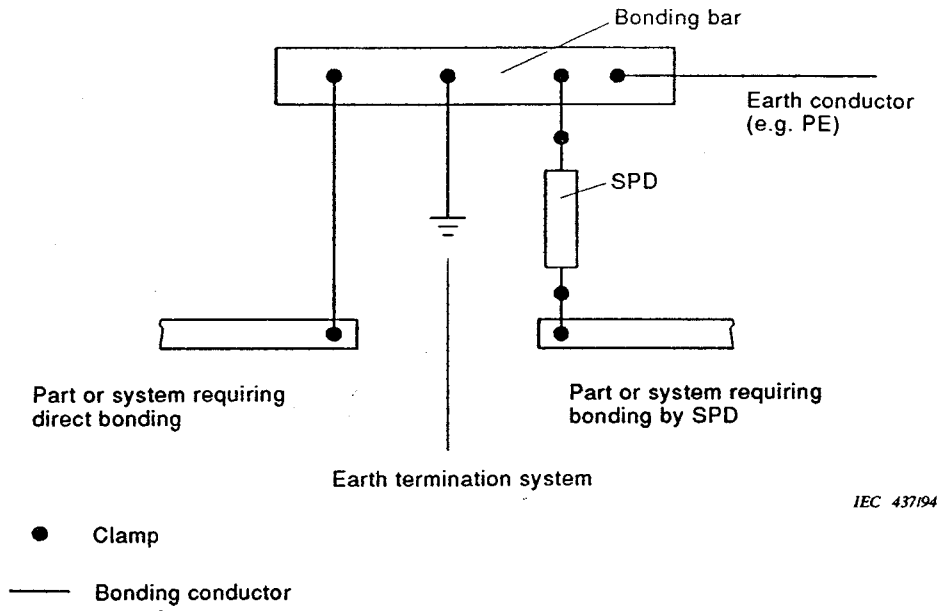 Bonding bar
Earth conductor
(e.g. PE)
SPD
Part or system requiring
direct bonding
Part or system requiring
bonding by SPD
Earth termination system
IEC 437/94
Clamp
Bonding conductor